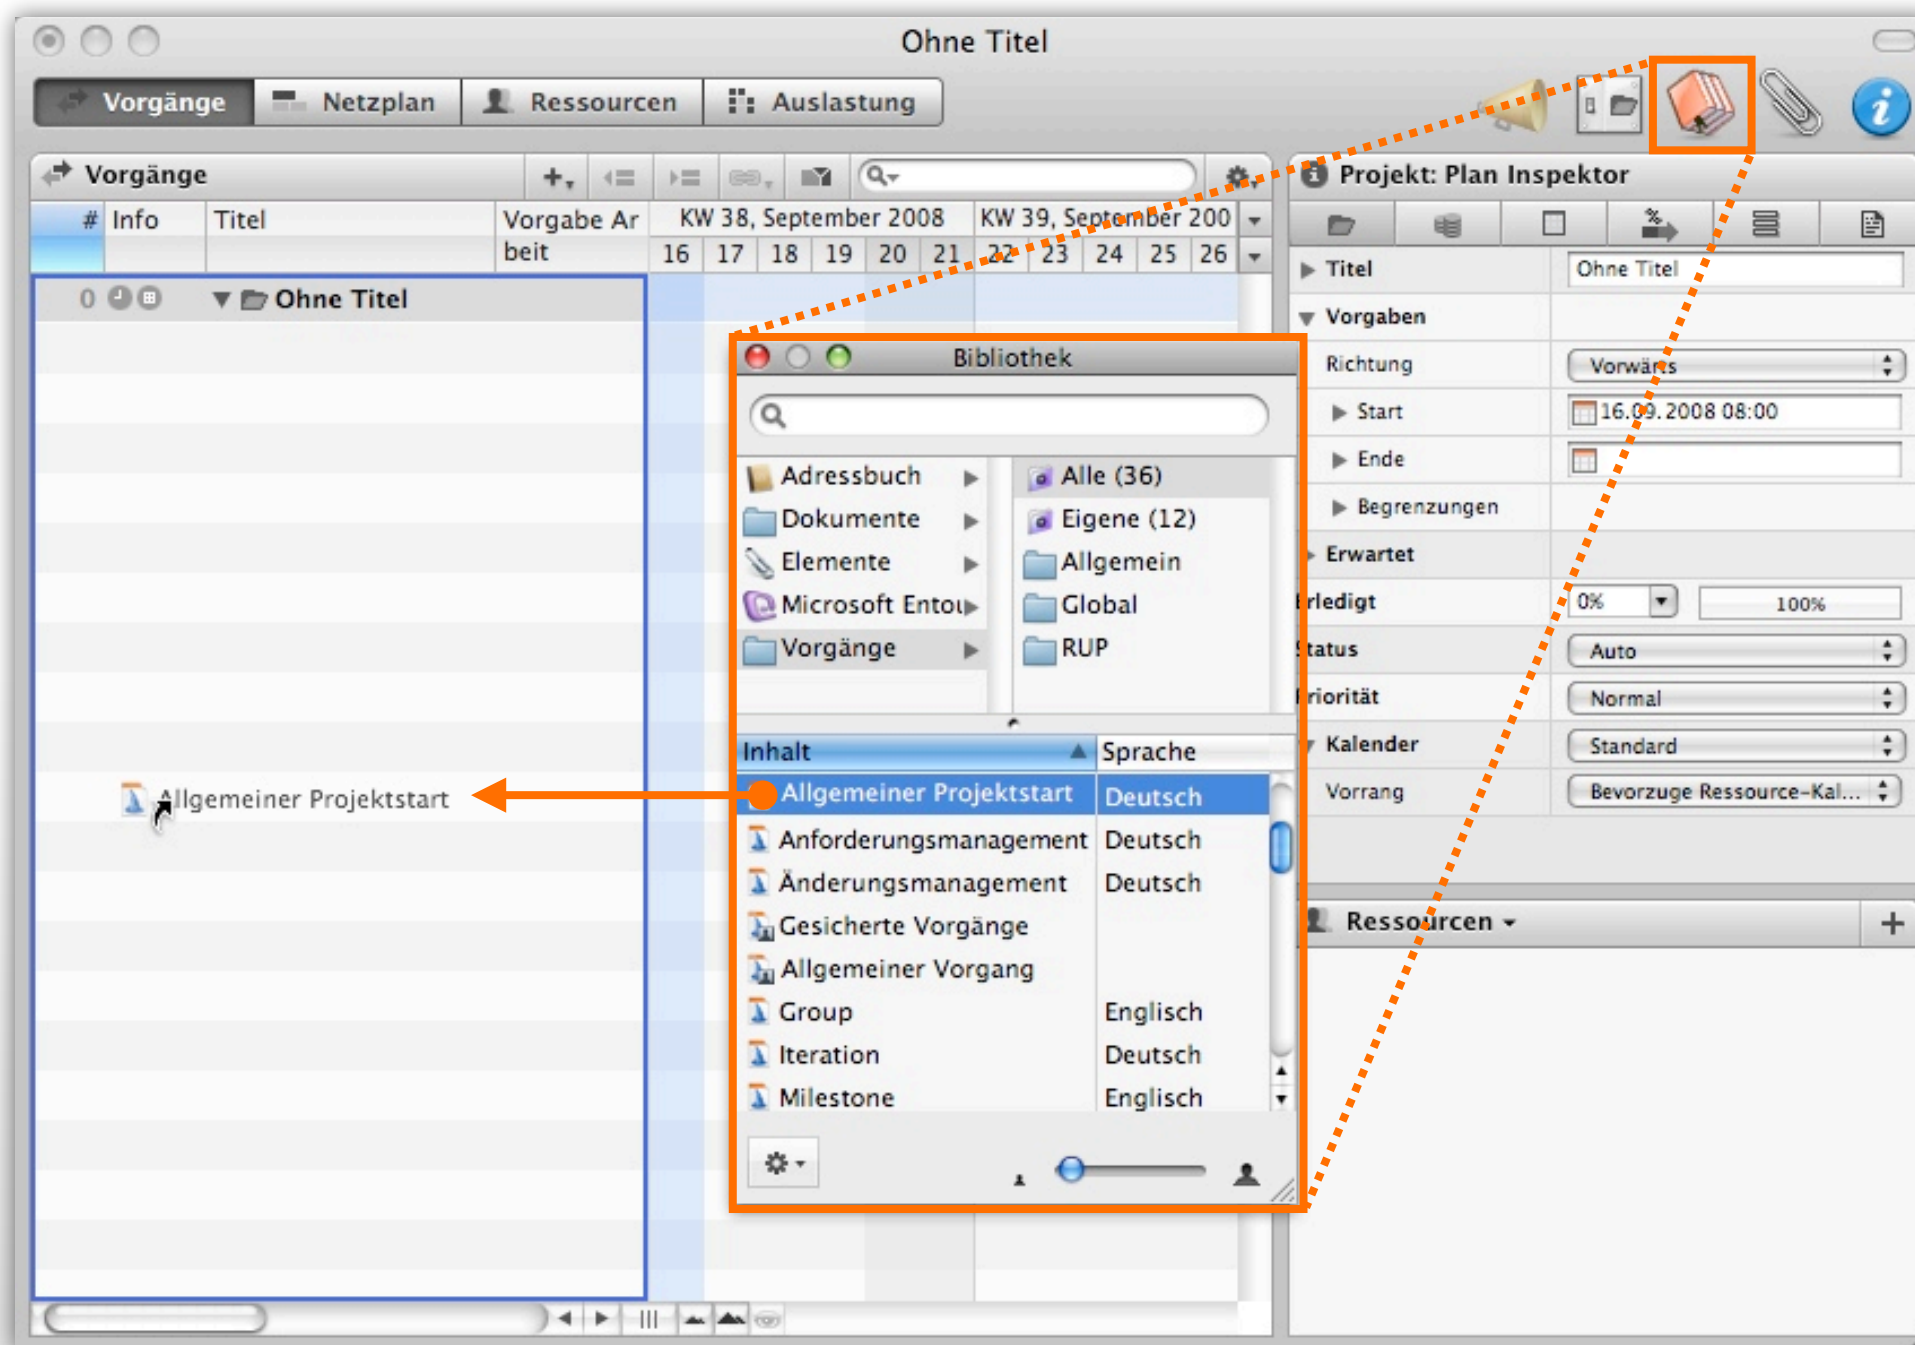 Ohne Titel
Vorgänge Netzplan Ressourcen Auslastung
Vorgänge
# Info Titel Vorgabe Ar
beit
KW 38, September 2008 KW 39, September 200
16 17 18 19 20 21 22 23 24 25 26
0 Ohne Titel
Allgemeiner Projektstart
Bibliothek
Adressbuch
Dokumente
Elemente
Microsoft Entou
Vorgänge
Alle (36)
Eigene (12)
Allgemein
Global
RUP
Inhalt Sprache
Allgemeiner Projektstart Deutsch
Anforderungsmanagement Deutsch
Änderungsmanagement Deutsch
Gesicherte Vorgänge
Allgemeiner Vorgang
Group Englisch
Iteration Deutsch
Milestone Englisch
Projekt: Plan Inspektor
%
Titel Ohne Titel
Vorgaben
Richtung Vorwärts
Start 16.09.2008 08:00
Ende
Begrenzungen
Erwartet
Erledigt 0% 100%
Status Auto
Priorität Normal
Kalender Standard
Vorrang Bevorzuge Ressource-Kal...
Ressourcen